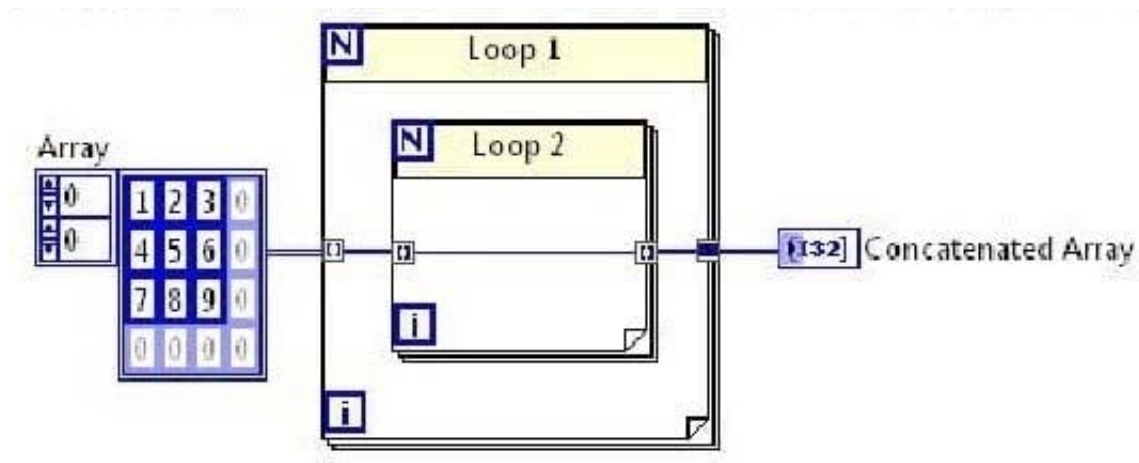 N Loop 1
N Loop 2
Array
0
0
1 2 3 0
4 5 6 0
7 8 9 0
0 0 0 0
[I32] Concatenated Array
i
i